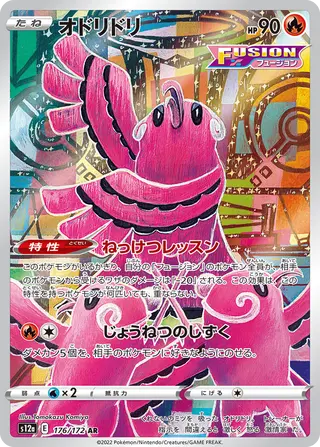 たね オドリドリ HP 90
FUSION
フュージョン
特性 ねっけつレッスン
このポケモンがいるかぎり、自分の「フュージョン」のポケモン全員が、相手
のポケモンから受けるワザのダメージは「-20」される。この効果は、この
特性を持つポケモンが何匹いても、重ならない。
じょうねつのしずく
ダメカン5個を、相手のポケモンに好きなようにのせる。
弱点 ×2 抵抗力 にげる
Illus. Tomokazu Komiya
s12a E 176/172 AR
©2022 Pokémon/Nintendo/Creatures/GAME FREAK.